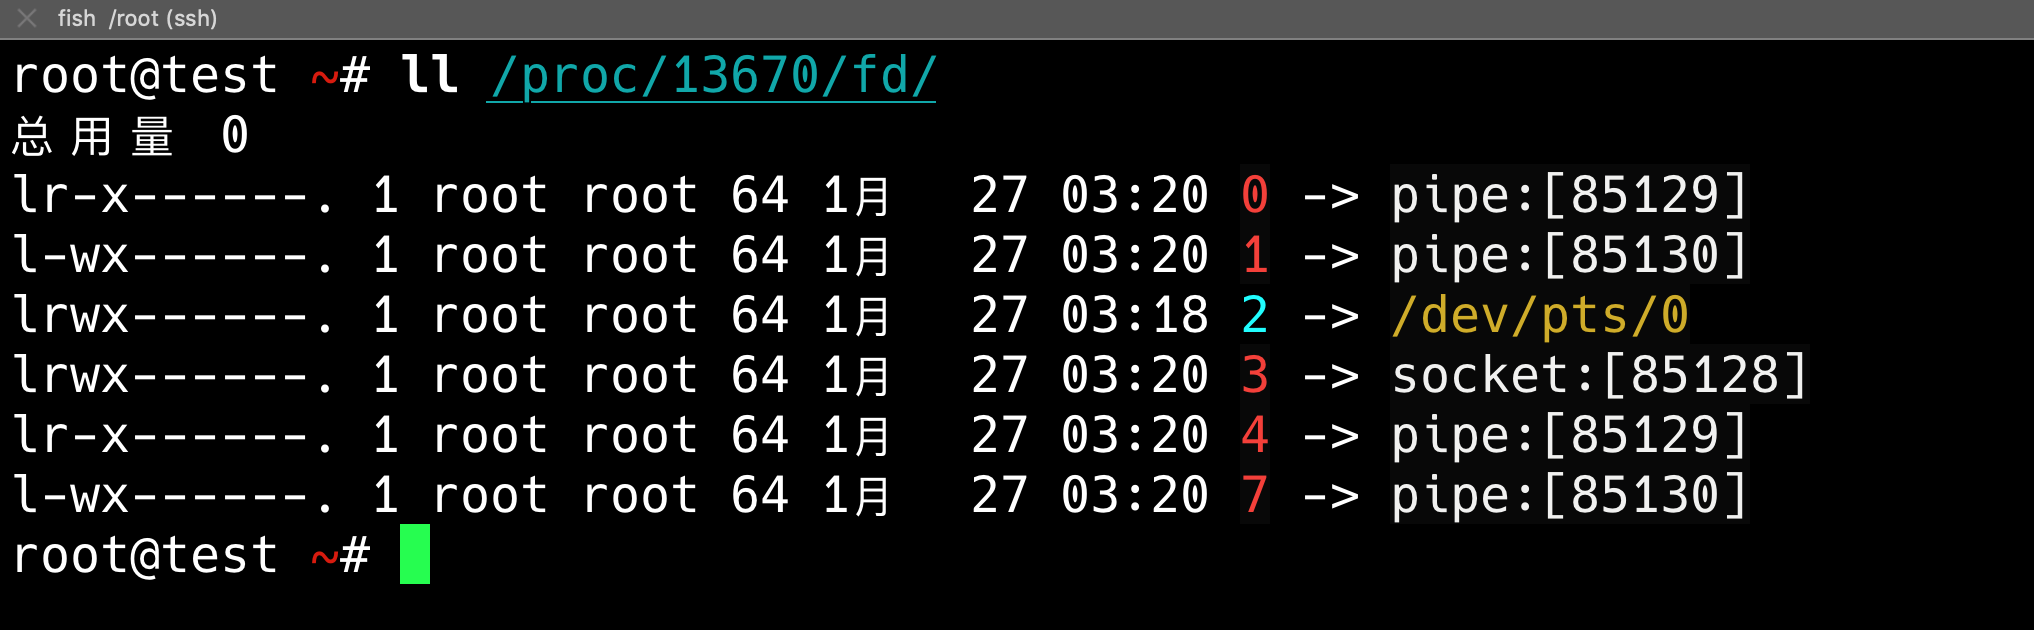 fish /root (ssh)
root@test ~# ll /proc/13670/fd/
总用量 0
lr-x------. 1 root root 64 1月  27 03:20 0 -> pipe:[85129]
l-wx------. 1 root root 64 1月  27 03:20 1 -> pipe:[85130]
lrwx------. 1 root root 64 1月  27 03:18 2 -> /dev/pts/0
lrwx------. 1 root root 64 1月  27 03:20 3 -> socket:[85128]
lr-x------. 1 root root 64 1月  27 03:20 4 -> pipe:[85129]
l-wx------. 1 root root 64 1月  27 03:20 7 -> pipe:[85130]
root@test ~#